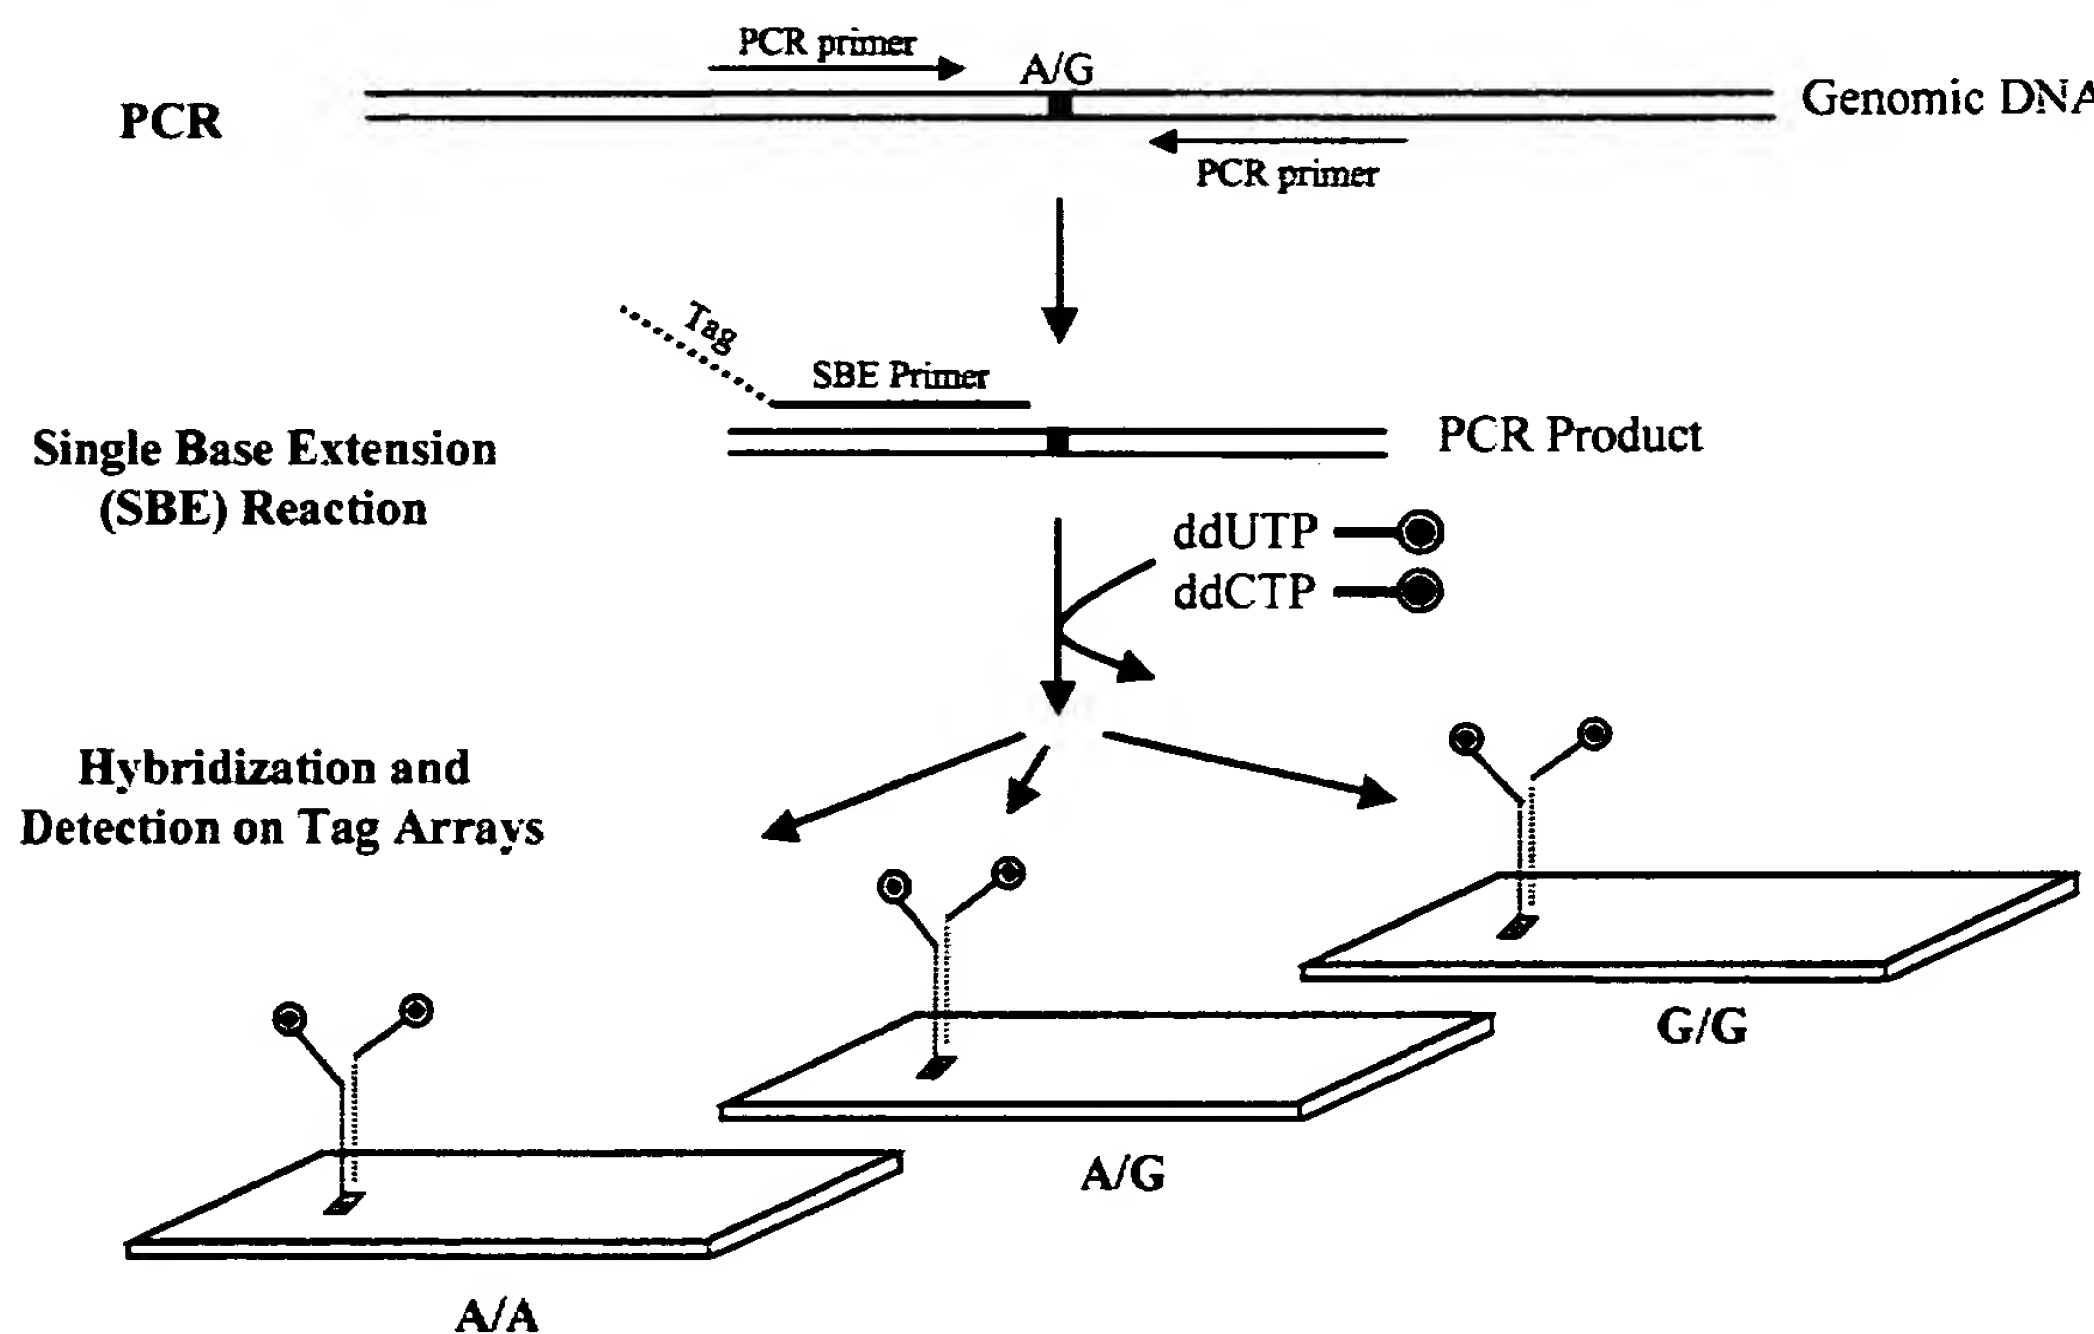 PCR primer
A/G
PCR
Genomic DNA
PCR primer
Tag
SBE Primer
Single Base Extension
(SBE) Reaction
PCR Product
ddUTP
ddCTP
Hybridization and
Detection on Tag Arrays
G/G
A/G
A/A